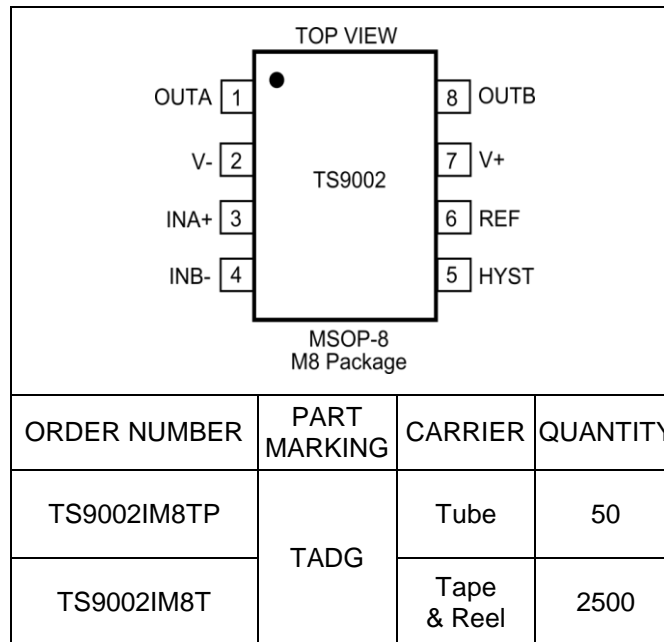 TOP VIEW
OUTA 1 8 OUTB
V- 2 7 V+
TS9002
INA+ 3 6 REF
INB- 4 5 HYST
MSOP-8
M8 Package
ORDER NUMBER PART MARKING CARRIER QUANTITY
TS9002IM8TP TADG Tube 50
TS9002IM8T Tape & Reel 2500